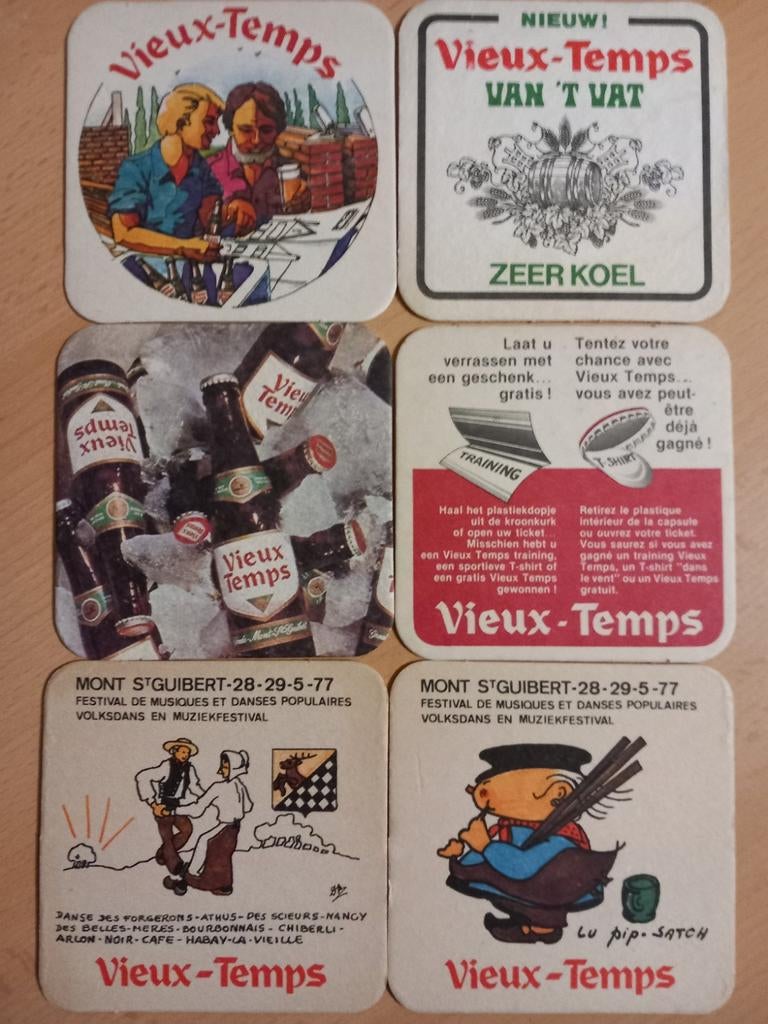 Vieux-Temps
NIEUW!
Vieux-Temps
VAN 'T VAT
ZEER KOEL
Vieux
Temps
Vieux
Temps
Laat u
verrassen met
een geschenk...
gratis !
Tentez votre
chance avec
Vieux Temps...
vous avez peut-
être
déjà
gagné !
TRAINING
T-SHIRT
Haal het plastiekdopje
uit de kroonkurk
of open uw ticket...
Misschien hebt u
een Vieux Temps training,
een sportieve T-shirt of
een gratis Vieux Temps
gewonnen !
Retirez le plastique
intérieur de la capsule
ou ouvrez votre ticket.
Vous saurez si vous avez
gagné un training Vieux
Temps, un T-shirt "dans
le vent" ou un Vieux Temps
gratuit.
Vieux-Temps
MONT ST GUIBERT-28-29-5-77
FESTIVAL DE MUSIQUES ET DANSES POPULAIRES
VOLKSDANS EN MUZIEKFESTIVAL
DANSE DES FORGERONS-ATHUS-DES SCIEURS-NANCY
DES BELLES-MERES-BOURBONNAIS-CHIBERLI-
ARLON-NOIR-CAFE-HABAY-LA-VIEILLE
Vieux-Temps
MONT ST GUIBERT-28-29-5-77
FESTIVAL DE MUSIQUES ET DANSES POPULAIRES
VOLKSDANS EN MUZIEKFESTIVAL
Lu pip-SATCH
Vieux-Temps